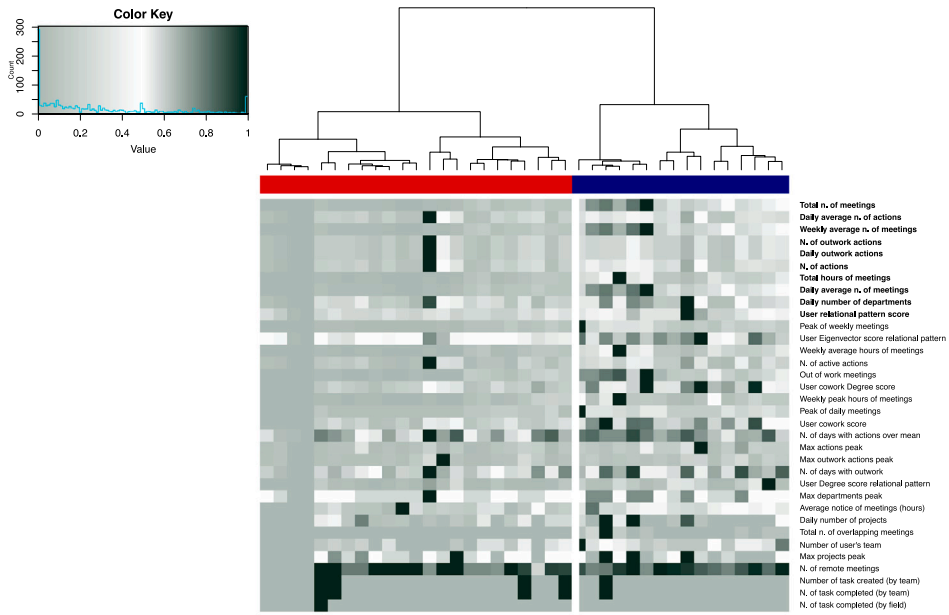 Color Key
Count
0 100 200 300
0 0.2 0.4 0.6 0.8 1
Value
Total n. of meetings
Daily average n. of actions
Weekly average n. of meetings
N. of outwork actions
Daily outwork actions
N. of actions
Total hours of meetings
Daily average n. of meetings
Daily number of departments
User relational pattern score
Peak of weekly meetings
User Eigenvector score relational pattern
Weekly average hours of meetings
N. of active actions
Out of work meetings
User cowork Degree score
Weekly peak hours of meetings
Peak of daily meetings
User cowork score
N. of days with actions over mean
Max actions peak
Max outwork actions peak
N. of days with outwork
User Degree score relational pattern
Max departments peak
Average notice of meetings (hours)
Daily number of projects
Total n. of overlapping meetings
Number of user's team
Max projects peak
N. of remote meetings
Number of task created (by team)
N. of task completed (by team)
N. of task completed (by field)